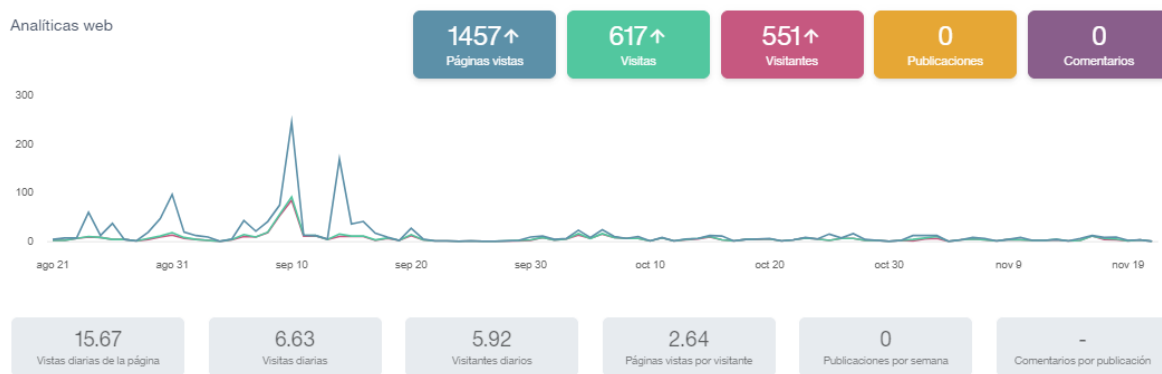 Analíticas web
1457↑
Páginas vistas
617↑
Visitas
551↑
Visitantes
0
Publicaciones
0
Comentarios
300
200
100
0
ago 21
ago 31
sep 10
sep 20
sep 30
oct 10
oct 20
oct 30
nov 9
nov 19
15.67
Vistas diarias de la página
6.63
Visitas diarias
5.92
Visitantes diarios
2.64
Páginas vistas por visitante
0
Publicaciones por semana
-
Comentarios por publicación